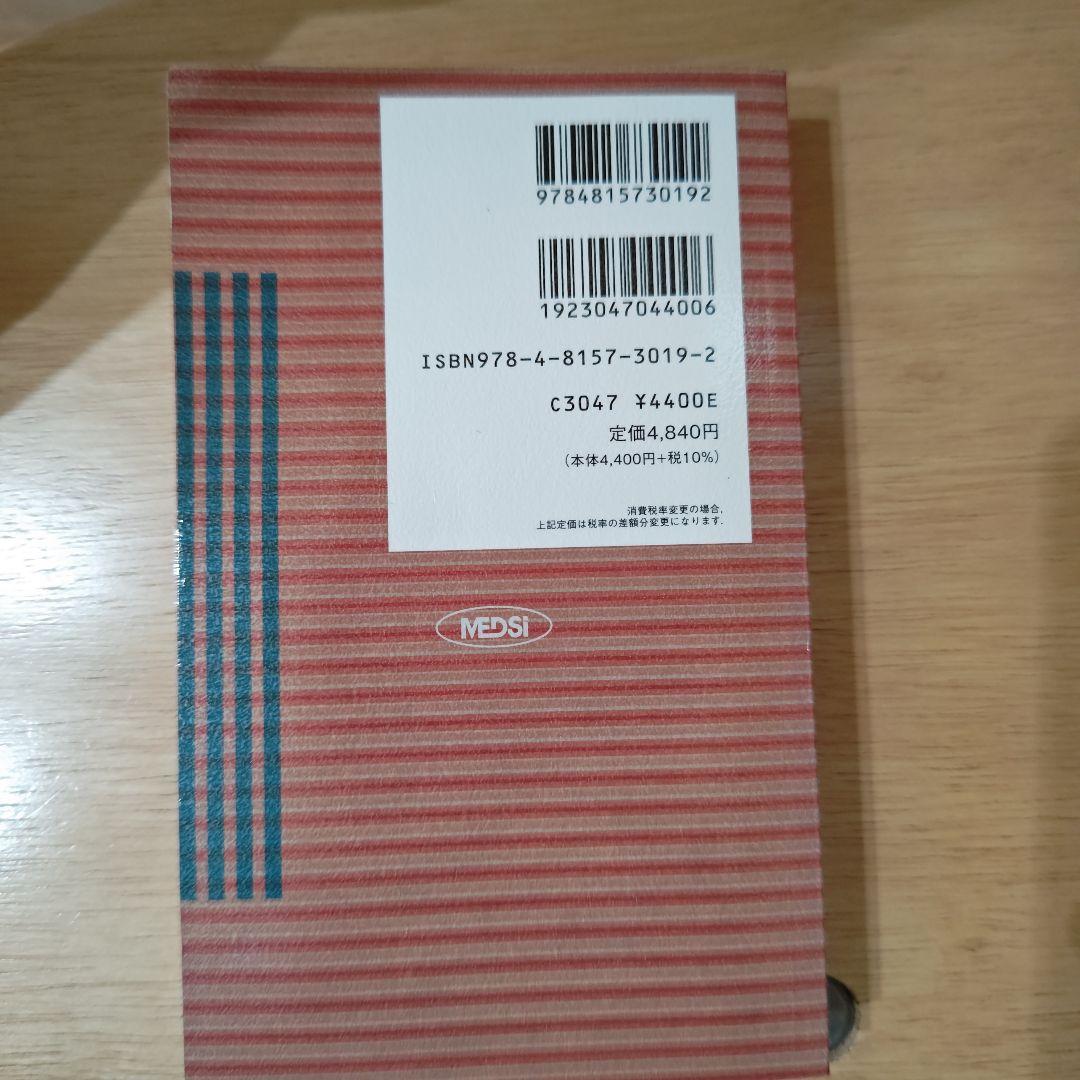 9784815730192
1923047044006
ISBN978-4-8157-3019-2
C3047 ¥4400E
定価4,840円
(本体4,400円+税10%)
消費税率変更の場合,
上記定価は税率の差額分変更になります.
MEDSi